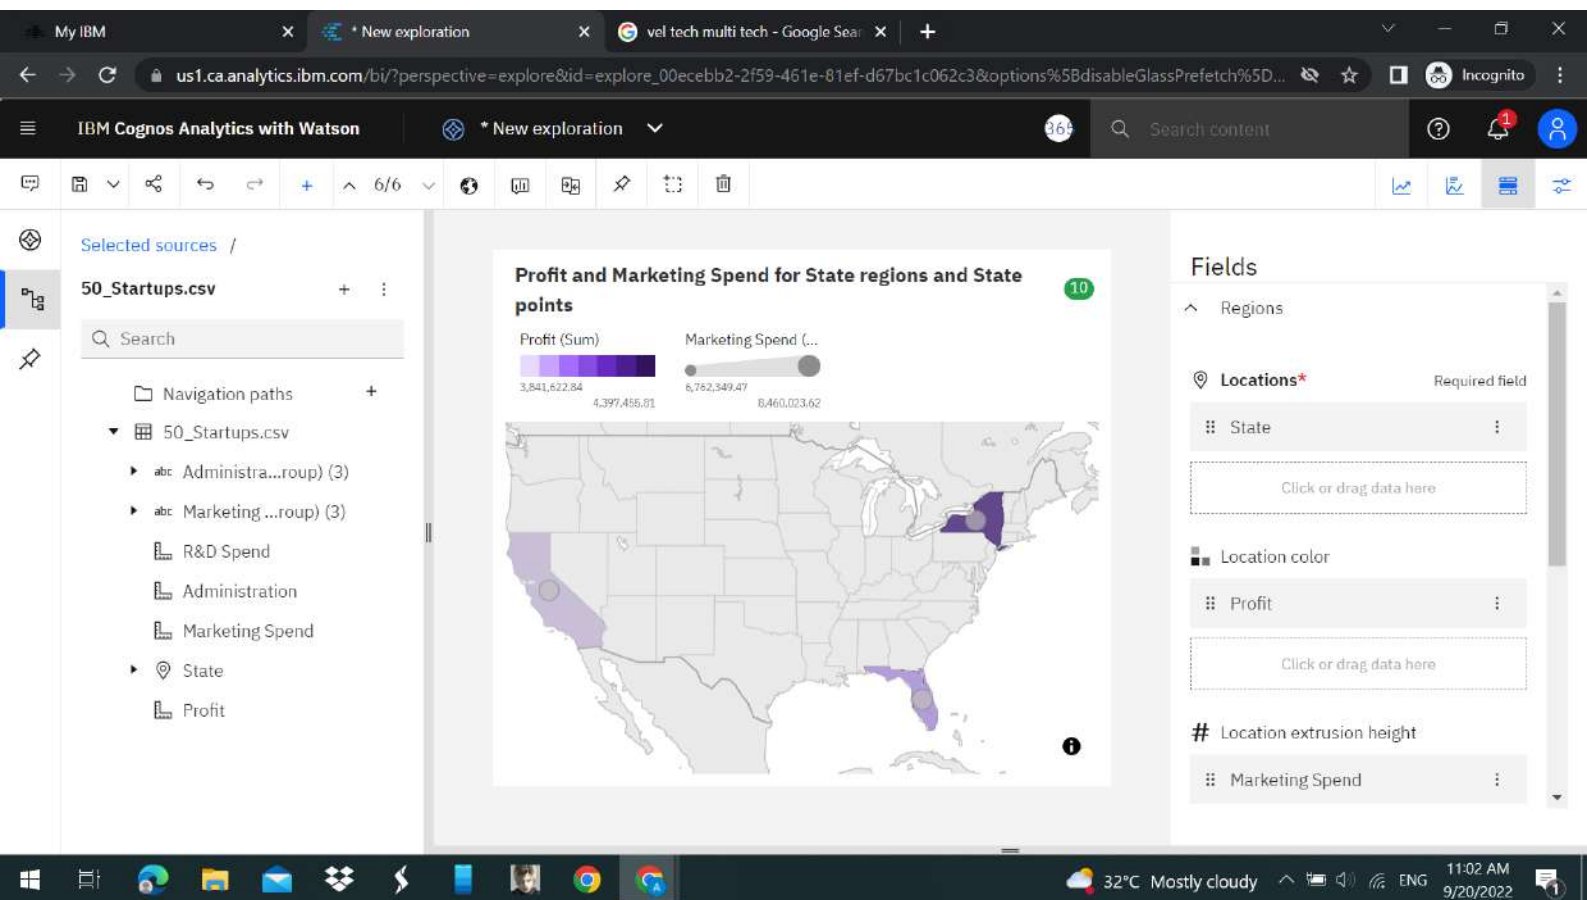 My IBM
* New exploration
vel tech multi tech - Google Sear
us1.ca.analytics.ibm.com/bi/?perspective=explore&id=explore_00ecebb2-2f59-461e-81ef-d67bc1c062c3&options%5BdisableGlassPrefetch%5D...
Incognito
IBM Cognos Analytics with Watson
* New exploration
365
Search content
1
6/6
Selected sources /
50_Startups.csv
Search
Navigation paths
50_Startups.csv
abc Administra...roup) (3)
abc Marketing ...roup) (3)
R&D Spend
Administration
Marketing Spend
State
Profit
Profit and Marketing Spend for State regions and State
points
10
Profit (Sum)
Marketing Spend (...
3,841,622.84
4,397,455.81
6,762,349.47
8,460,023.62
Fields
Regions
Locations*
Required field
State
Click or drag data here
Location color
Profit
Click or drag data here
# Location extrusion height
Marketing Spend
32°C Mostly cloudy
ENG
11:02 AM
9/20/2022
1